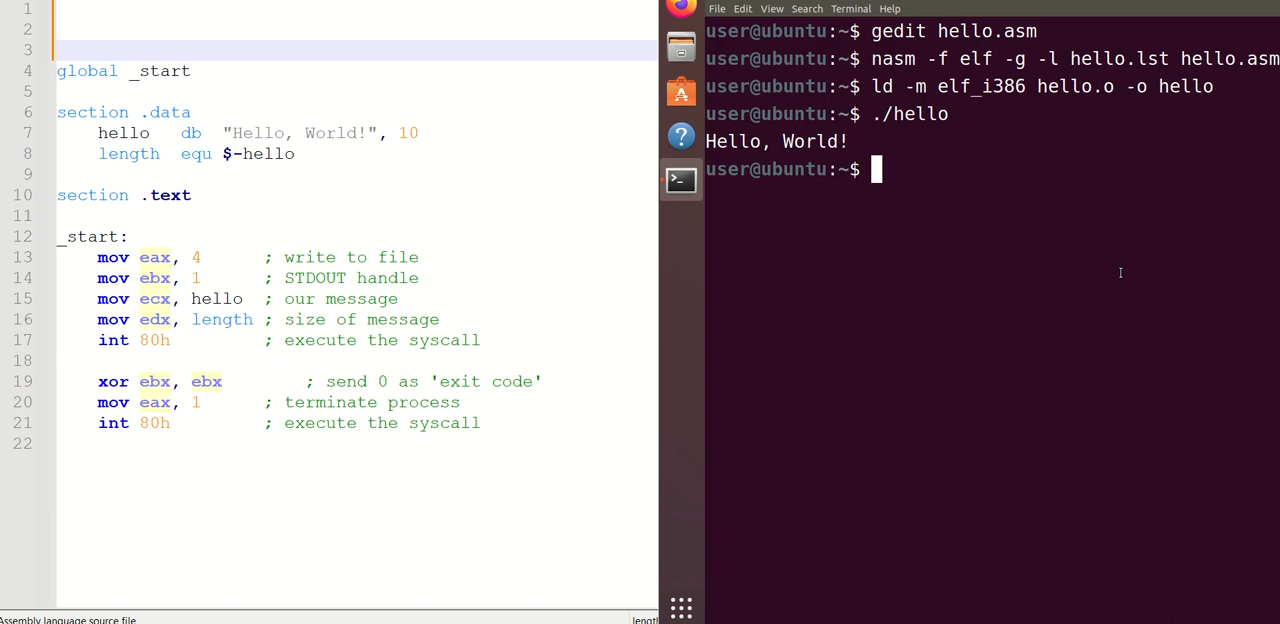 1
2
3
4 global _start
5
6 section .data
7 hello db "Hello, World!", 10
8 length equ $-hello
9
10 section .text
11
12 _start:
13 mov eax, 4 ; write to file
14 mov ebx, 1 ; STDOUT handle
15 mov ecx, hello ; our message
16 mov edx, length ; size of message
17 int 80h ; execute the syscall
18
19 xor ebx, ebx ; send 0 as 'exit code'
20 mov eax, 1 ; terminate process
21 int 80h ; execute the syscall
22
Assembly language source file
File Edit View Search Terminal Help
user@ubuntu:~$ gedit hello.asm
user@ubuntu:~$ nasm -f elf -g -l hello.lst hello.asm
user@ubuntu:~$ ld -m elf_i386 hello.o -o hello
user@ubuntu:~$ ./hello
Hello, World!
user@ubuntu:~$